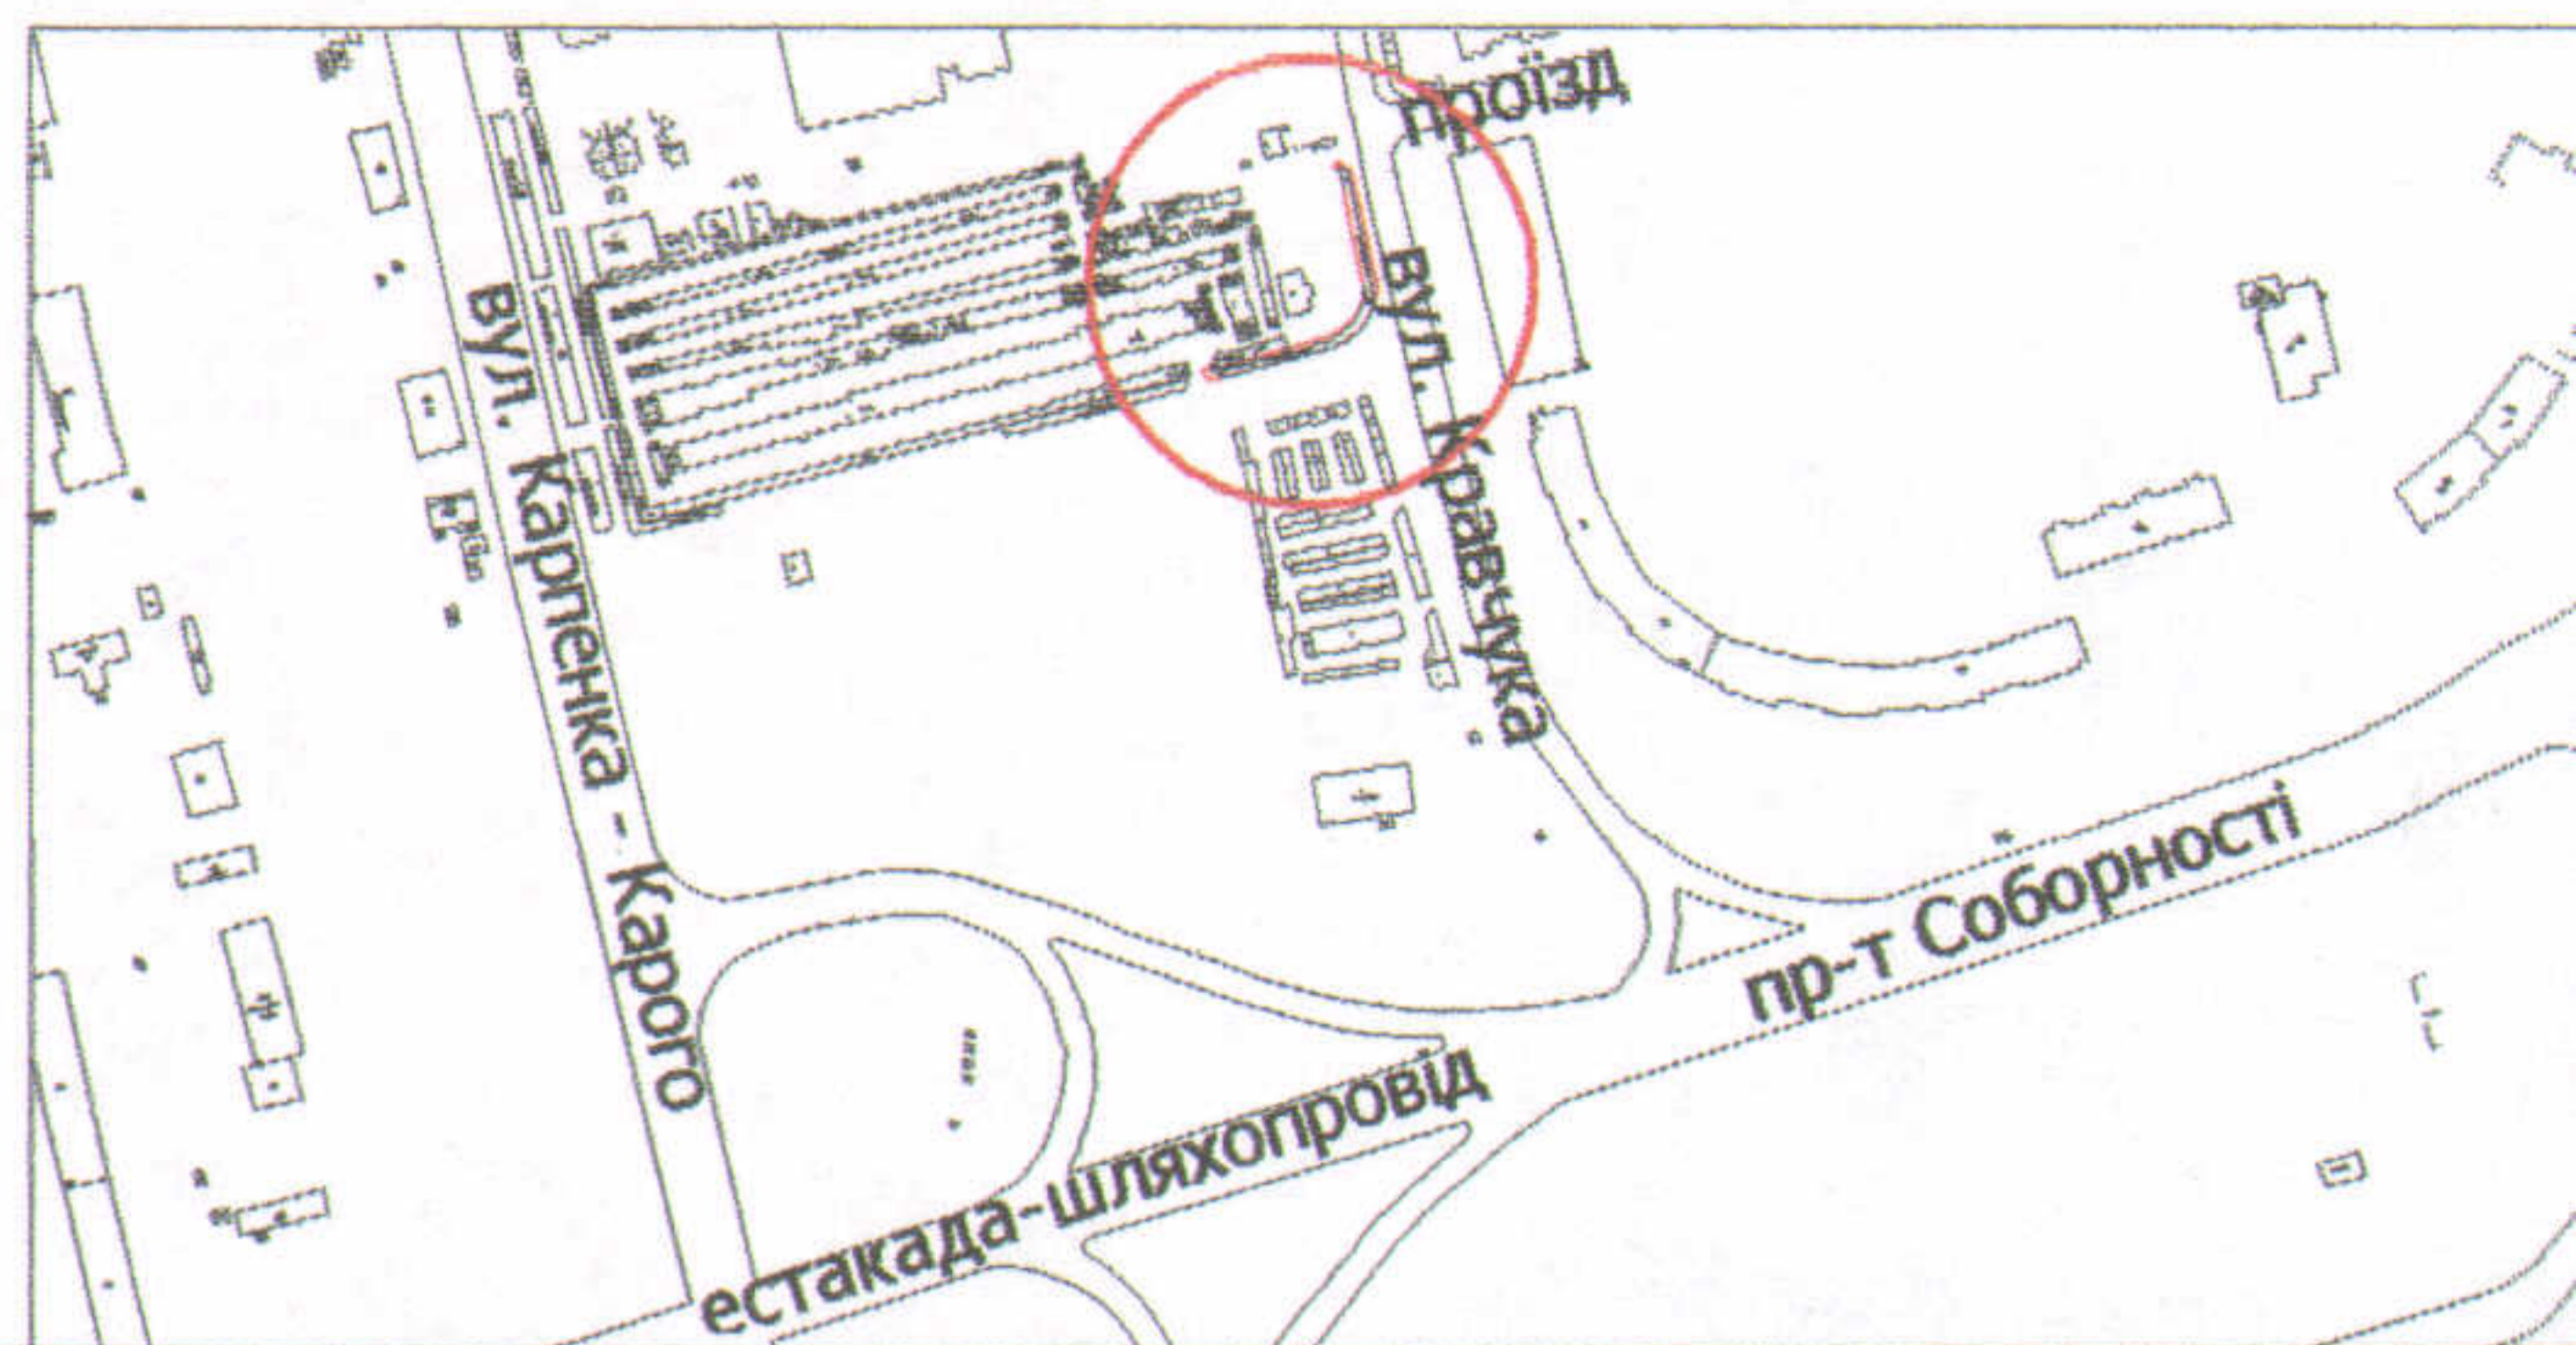 проїзд
вул. Карпенка - Карого
вул. Кравчука
пр-т Соборності
естакада-шляхопровід